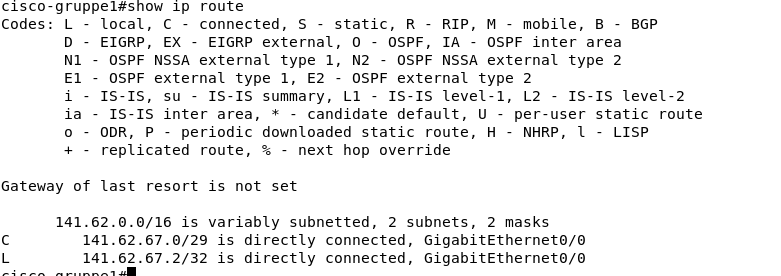 cisco-gruppe1#show ip route
Codes: L - local, C - connected, S - static, R - RIP, M - mobile, B - BGP
       D - EIGRP, EX - EIGRP external, O - OSPF, IA - OSPF inter area
       N1 - OSPF NSSA external type 1, N2 - OSPF NSSA external type 2
       E1 - OSPF external type 1, E2 - OSPF external type 2
       i - IS-IS, su - IS-IS summary, L1 - IS-IS level-1, L2 - IS-IS level-2
       ia - IS-IS inter area, * - candidate default, U - per-user static route
       o - ODR, P - periodic downloaded static route, H - NHRP, l - LISP
       + - replicated route, % - next hop override

Gateway of last resort is not set

      141.62.0.0/16 is variably subnetted, 2 subnets, 2 masks
C        141.62.67.0/29 is directly connected, GigabitEthernet0/0
L        141.62.67.2/32 is directly connected, GigabitEthernet0/0
cisco-gruppe1#